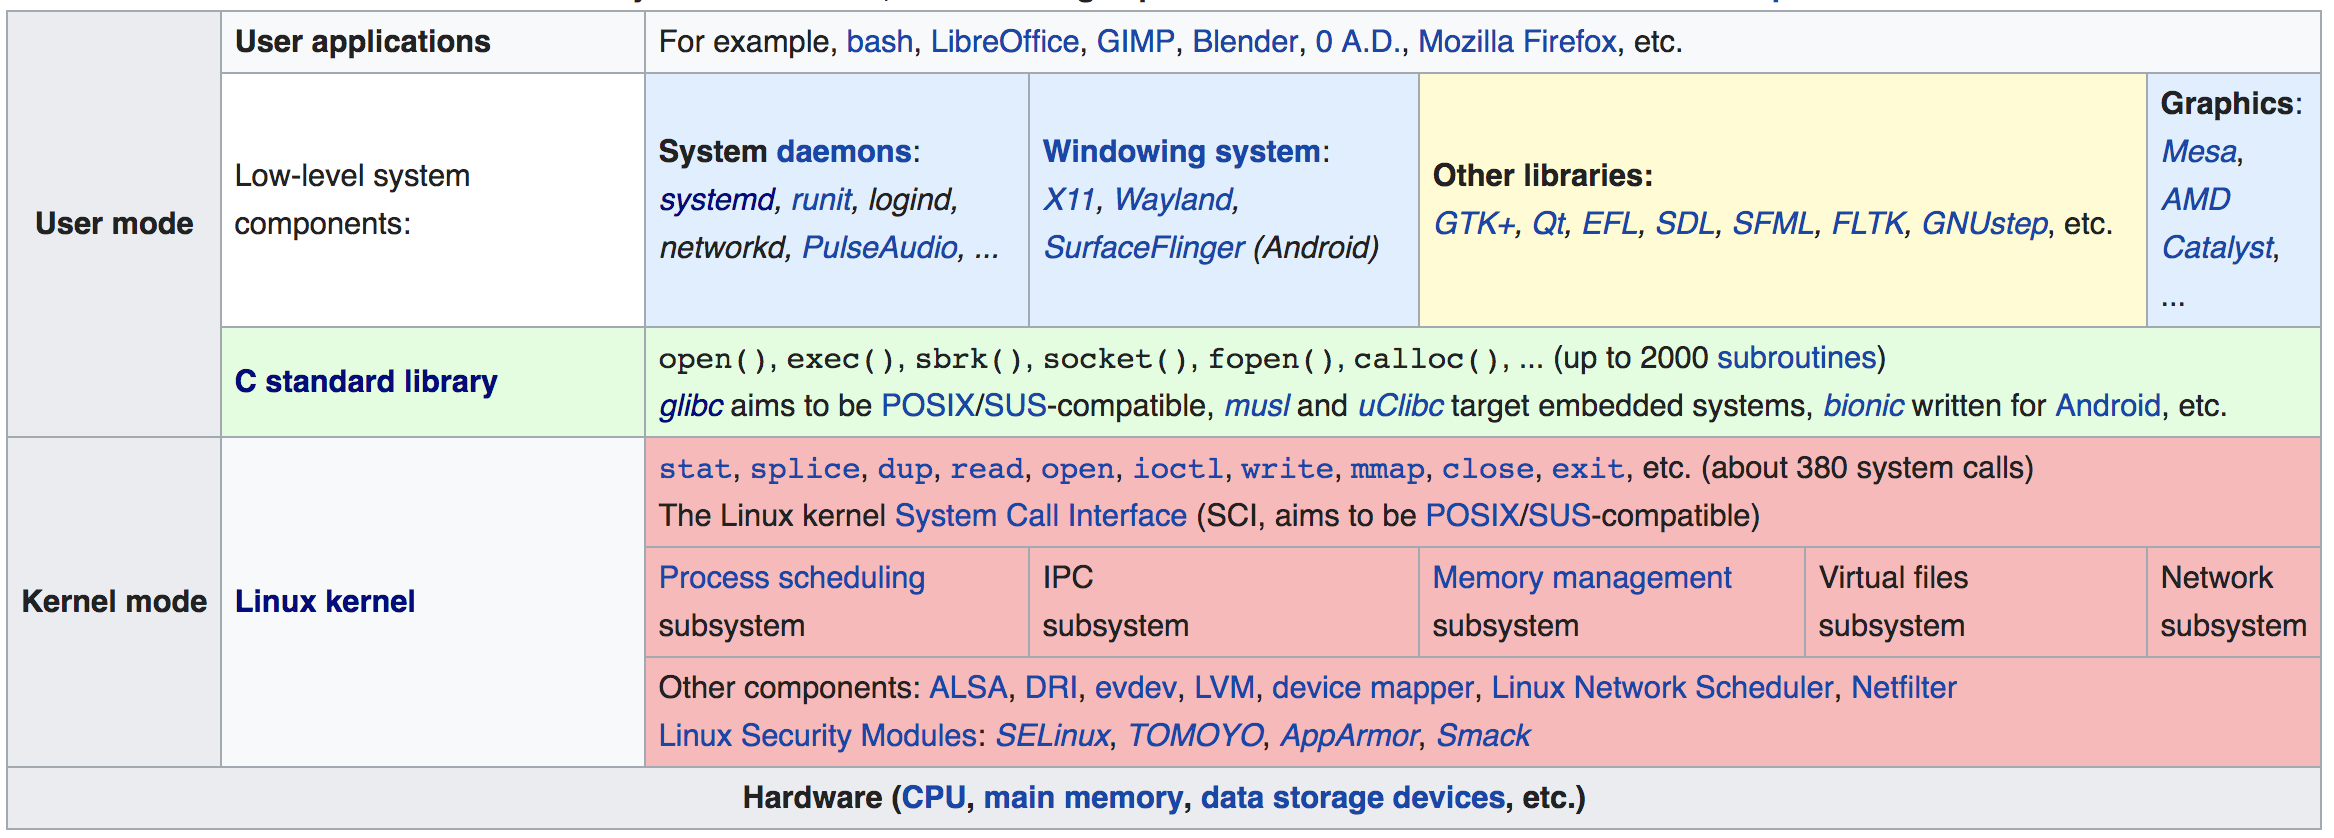 User mode
User applications
For example, bash, LibreOffice, GIMP, Blender, 0 A.D., Mozilla Firefox, etc.
Low-level system
components:
System daemons:
systemd, runit, logind,
networkd, PulseAudio, ...
Windowing system:
X11, Wayland,
SurfaceFlinger (Android)
Other libraries:
GTK+, Qt, EFL, SDL, SFML, FLTK, GNUstep, etc.
Graphics:
Mesa,
AMD
Catalyst,
...
C standard library
open(), exec(), sbrk(), socket(), fopen(), calloc(), ... (up to 2000 subroutines)
glibc aims to be POSIX/SUS-compatible, musl and uClibc target embedded systems, bionic written for Android, etc.
Kernel mode
Linux kernel
stat, splice, dup, read, open, ioctl, write, mmap, close, exit, etc. (about 380 system calls)
The Linux kernel System Call Interface (SCI, aims to be POSIX/SUS-compatible)
Process scheduling
subsystem
IPC
subsystem
Memory management
subsystem
Virtual files
subsystem
Network
subsystem
Other components: ALSA, DRI, evdev, LVM, device mapper, Linux Network Scheduler, Netfilter
Linux Security Modules: SELinux, TOMOYO, AppArmor, Smack
Hardware (CPU, main memory, data storage devices, etc.)